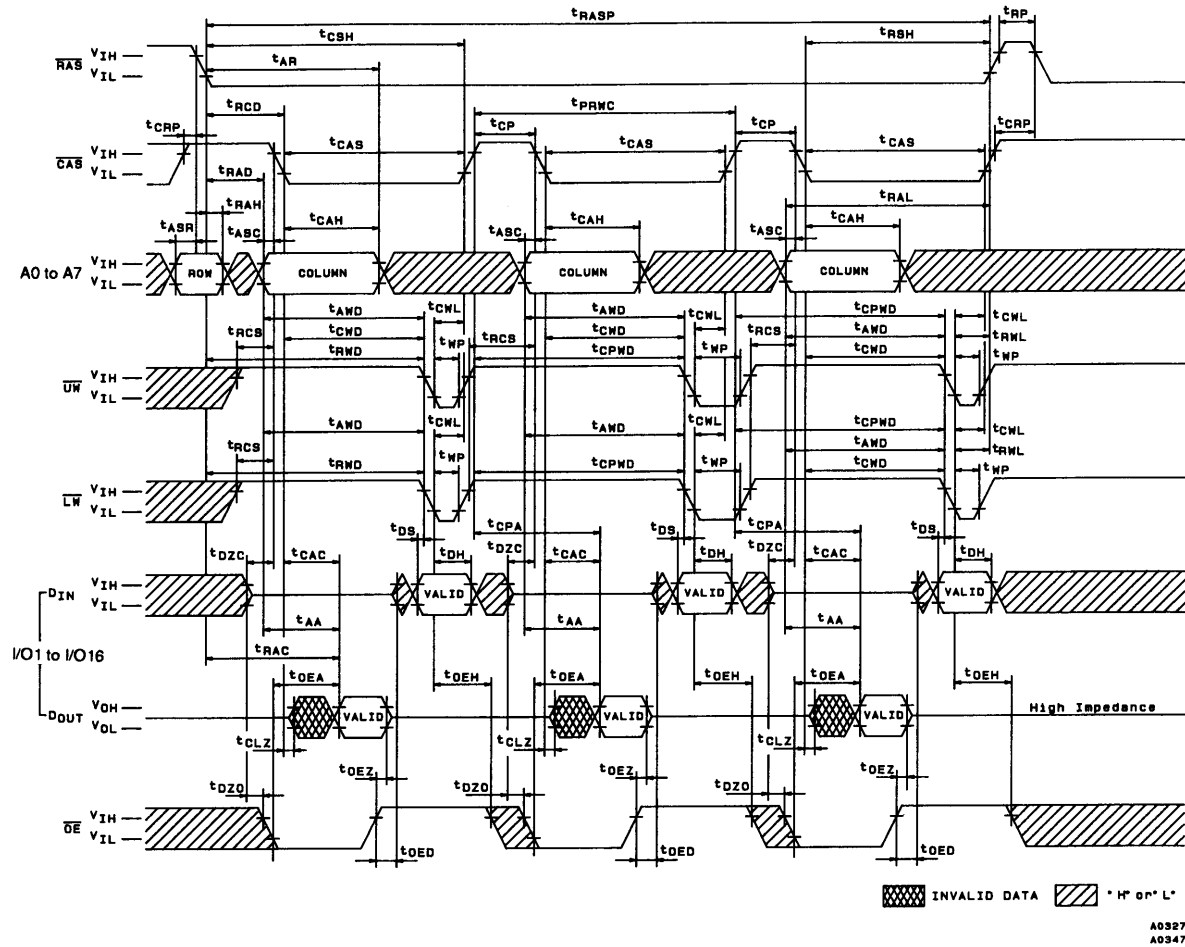 tRASP
tRP
tCSH
tRSH
RAS VIH VIL
tAR
tRCD
tPRWC
tCRP
tCP
tCP
tCRP
CAS VIH VIL
tCAS
tCAS
tCAS
tRAD
tRAL
tRAH
tASR
tASC
tCAH
tASC
tCAH
tASC
tCAH
A0 to A7 VIH VIL
ROW
COLUMN
COLUMN
COLUMN
tAWD
tCWL
tAWD
tCWL
tCPWD
tCWL
tRCS
tCWD
tCWD
tRCS
tAWD
tRWL
tRWD
tWP
tRCS
tCPWD
tWP
tCWD
tWP
UW VIH VIL
tAWD
tCWL
tAWD
tCWL
tCPWD
tCWL
tRCS
tAWD
tRWL
tRWD
tWP
tCPWD
tWP
tCWD
tWP
LW VIH VIL
tDS
tCPA
tDS
tCPA
tDS
tDZC
tCAC
tDH
tDZC
tCAC
tDH
tDZC
tCAC
tDH
DIN VIH VIL
VALID
VALID
VALID
tAA
tAA
tAA
I/O1 to I/O16
tRAC
tOEA
tOEH
tOEA
tOEH
tOEA
tOEH
DOUT VOH VOL
VALID
VALID
VALID
High Impedance
tCLZ
tCLZ
tCLZ
tOEZ
tOEZ
tOEZ
tDZO
tDZO
tDZO
OE VIH VIL
tOED
tOED
tOED
INVALID DATA
"H" or "L"
A03271
A03477